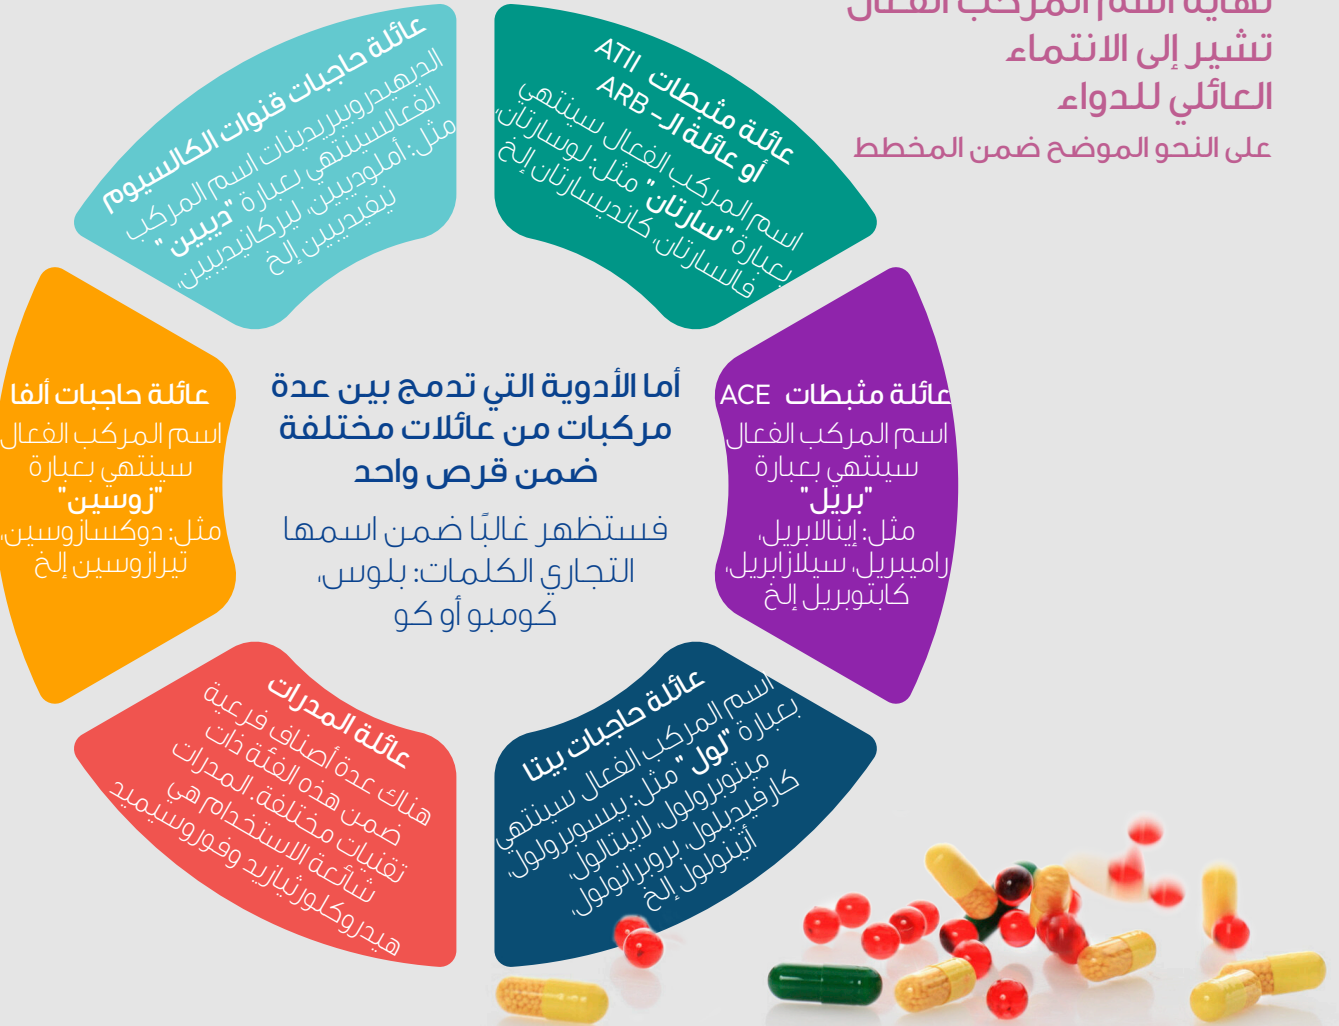 نهاية اسم المركب الفعال
تشير إلى الانتماء
العائلي للدواء
على النحو الموضح ضمن المخطط
عائلة مثبطات ATII
أو عائلة الـ- ARB
اسم المركب الفعال سينتهي
بعبارة "سارتان" مثل: لوسارتان،
فالسارتان، كانديسارتان إلخ
عائلة مثبطات ACE
اسم المركب الفعال
سينتهي بعبارة
"بريل"
مثل: إينالابريل،
راميبريل، سيلازابريل،
كابتوبريل إلخ
عائلة حاجبات بيتا
اسم المركب الفعال سينتهي
بعبارة "لول" مثل: بيسوبرولول،
ميتوبرولول، لابيتالول،
كارفيديلول، بروبرانولول،
أتينولول إلخ
عائلة المدرات
هناك عدة أصناف فرعية
ضمن هذه الفئة ذات
تقنيات مختلفة. المدرات
شائعة الاستخدام هي
هيدروكلورثيازيد وفوروسيميد
عائلة حاجبات ألفا
اسم المركب الفعال
سينتهي بعبارة
"زوسين"
مثل: دوكسازوسين،
تيرازوسين إلخ
عائلة حاجبات قنوات الكالسيوم
الديهيدروبيريدينات اسم المركب
الفعالسينتهي بعبارة "ديبين"
مثل: أملوديبين، ليركانيديبين،
نيفيديبين إلخ
أما الأدوية التي تدمج بين عدة
مركبات من عائلات مختلفة
ضمن قرص واحد
فستظهر غالبًا ضمن اسمها
التجاري الكلمات: بلوس،
كومبو أو كو